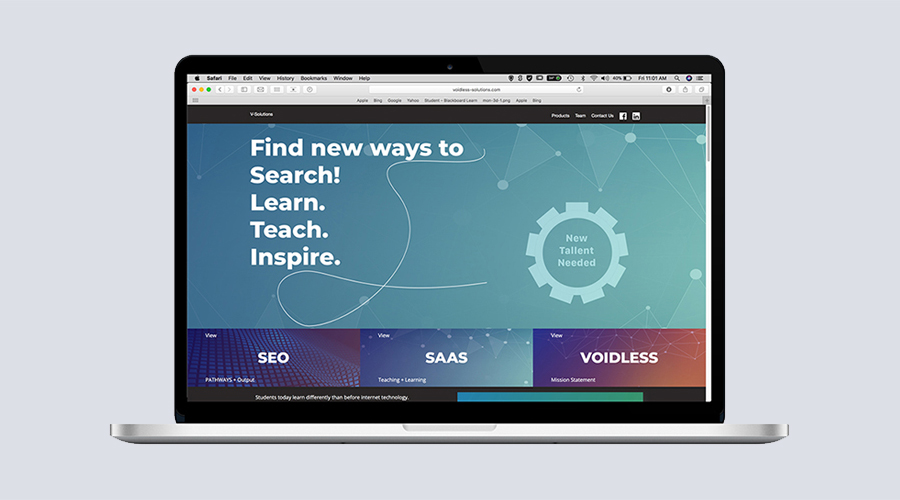 Safari File Edit View History Bookmarks Window Help 40% Fri 11:01 AM
voidless-solutions.com
Apple Bing Google Yahoo Student – Blackboard Learn mon-3d-1.png Apple Bing
V-Solutions Products Team Contact Us
Find new ways to
Search!
Learn.
Teach.
Inspire.
New
Tallent
Needed
View View View
SEO SAAS VOIDLESS
PATHWAYS + Output Teaching + Learning Mission Statement
Students today learn differently than before internet technology.